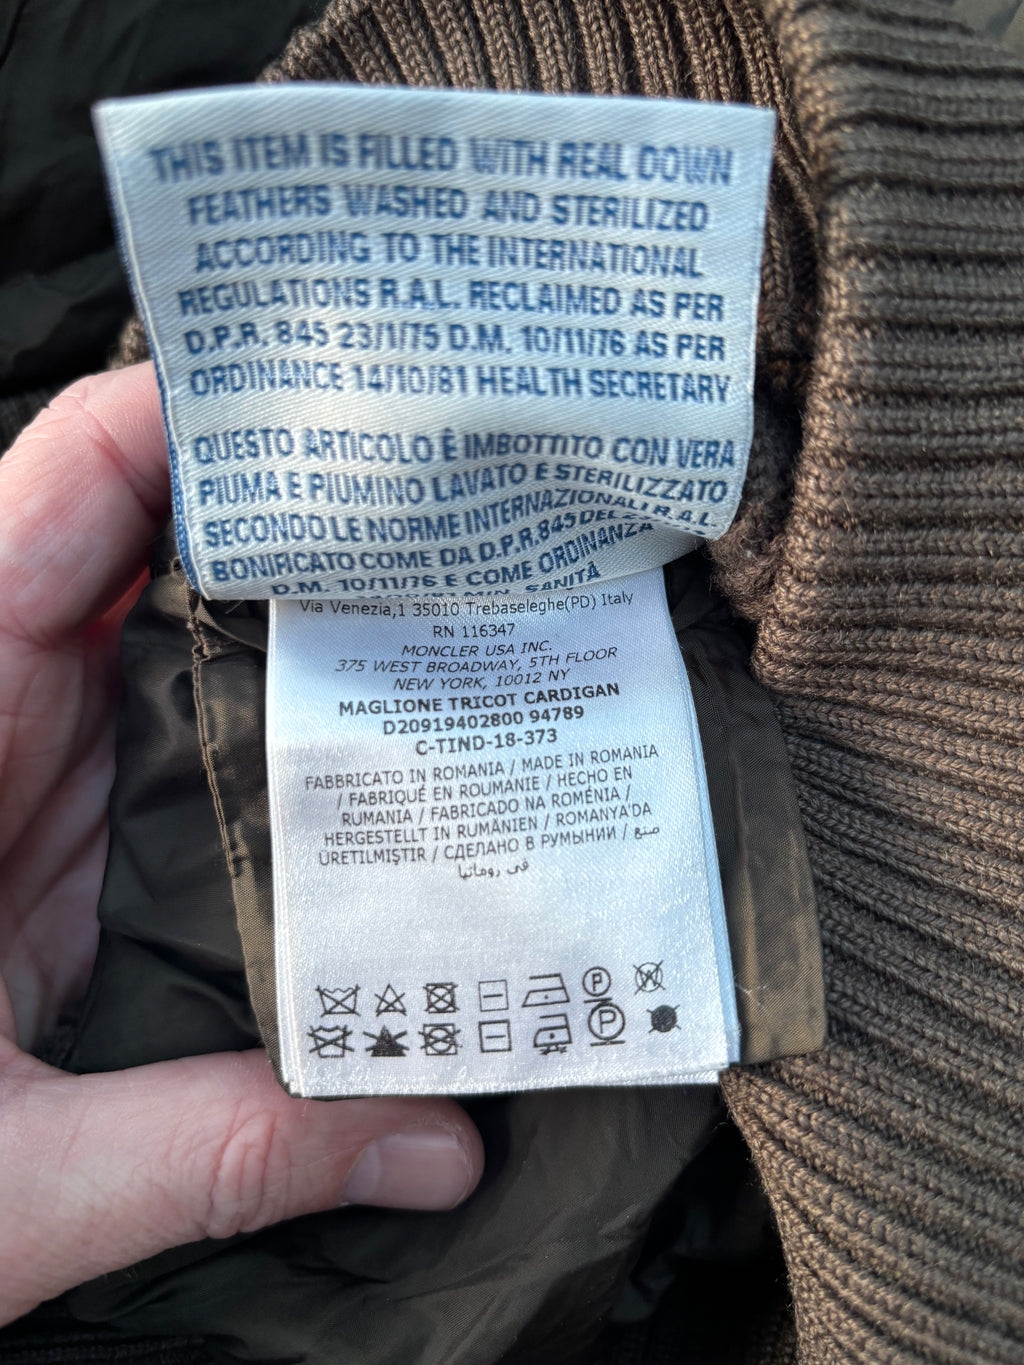 THIS ITEM IS FILLED WITH REAL DOWN
FEATHERS WASHED AND STERILIZED
ACCORDING TO THE INTERNATIONAL
REGULATIONS R.A.L. RECLAIMED AS PER
D.P.R. 845 23/1/75 D.M. 10/11/76 AS PER
ORDINANCE 14/10/81 HEALTH SECRETARY
QUESTO ARTICOLO È IMBOTTITO CON VERA
PIUMA E PIUMINO LAVATO E STERILIZZATO
SECONDO LE NORME INTERNAZIONALI R.A.L.
BONIFICATO COME DA D.P.R. 845 DEL
D.M. 10/11/76 E COME ORDINANZA
MIN. SANITÀ
Via Venezia,1 35010 Trebaseleghe(PD) Italy
RN 116347
MONCLER USA INC.
375 WEST BROADWAY, 5TH FLOOR
NEW YORK, 10012 NY
MAGLIONE TRICOT CARDIGAN
D20919402800 94789
C-TIND-18-373
FABBRICATO IN ROMANIA / MADE IN ROMANIA
/ FABRIQUÉ EN ROUMANIE / HECHO EN
RUMANIA / FABRICADO NA ROMÉNIA /
HERGESTELLT IN RUMÄNIEN / ROMANYA'DA
ÜRETILMIŞTIR / СДЕЛАНО В РУМЫНИИ / صنع
في رومانيا
P W
P